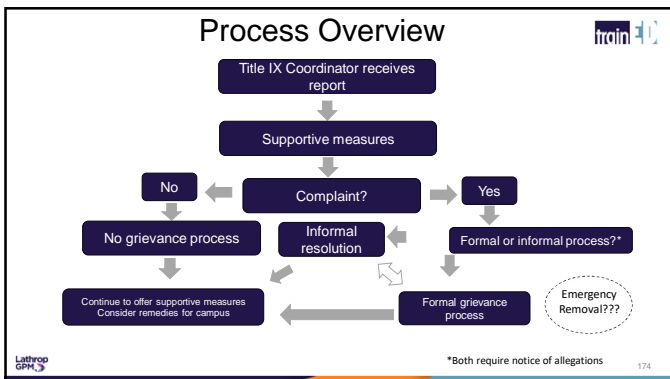 Process Overview
train ED
Title IX Coordinator receives
report
Supportive measures
No
Complaint?
Yes
No grievance process
Informal
resolution
Formal or informal process?*
Continue to offer supportive measures
Consider remedies for campus
Formal grievance
process
Emergency
Removal???
Lathrop
GPM
*Both require notice of allegations
174